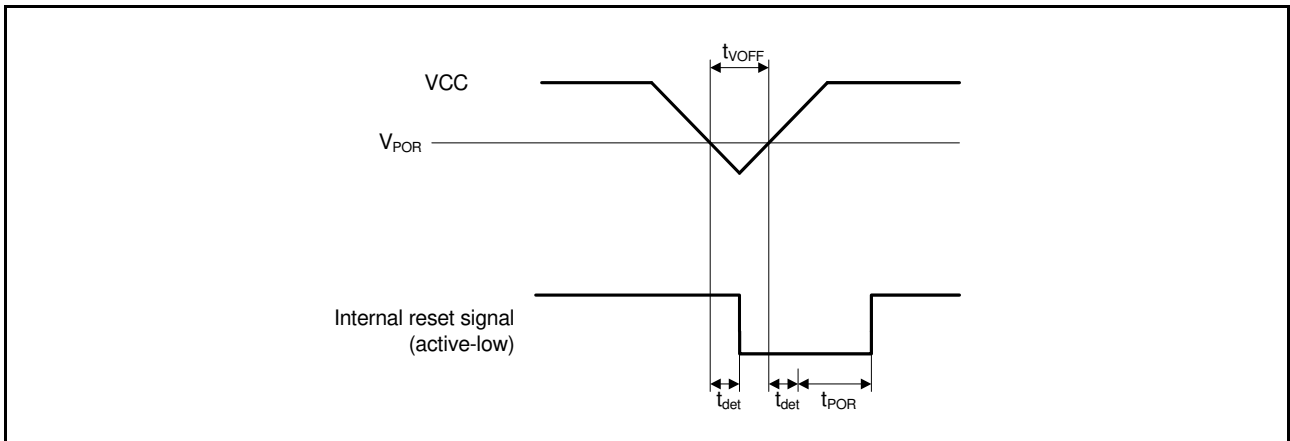 tVOFF
VCC
VPOR
Internal reset signal
(active-low)
tdet
tdet
tPOR